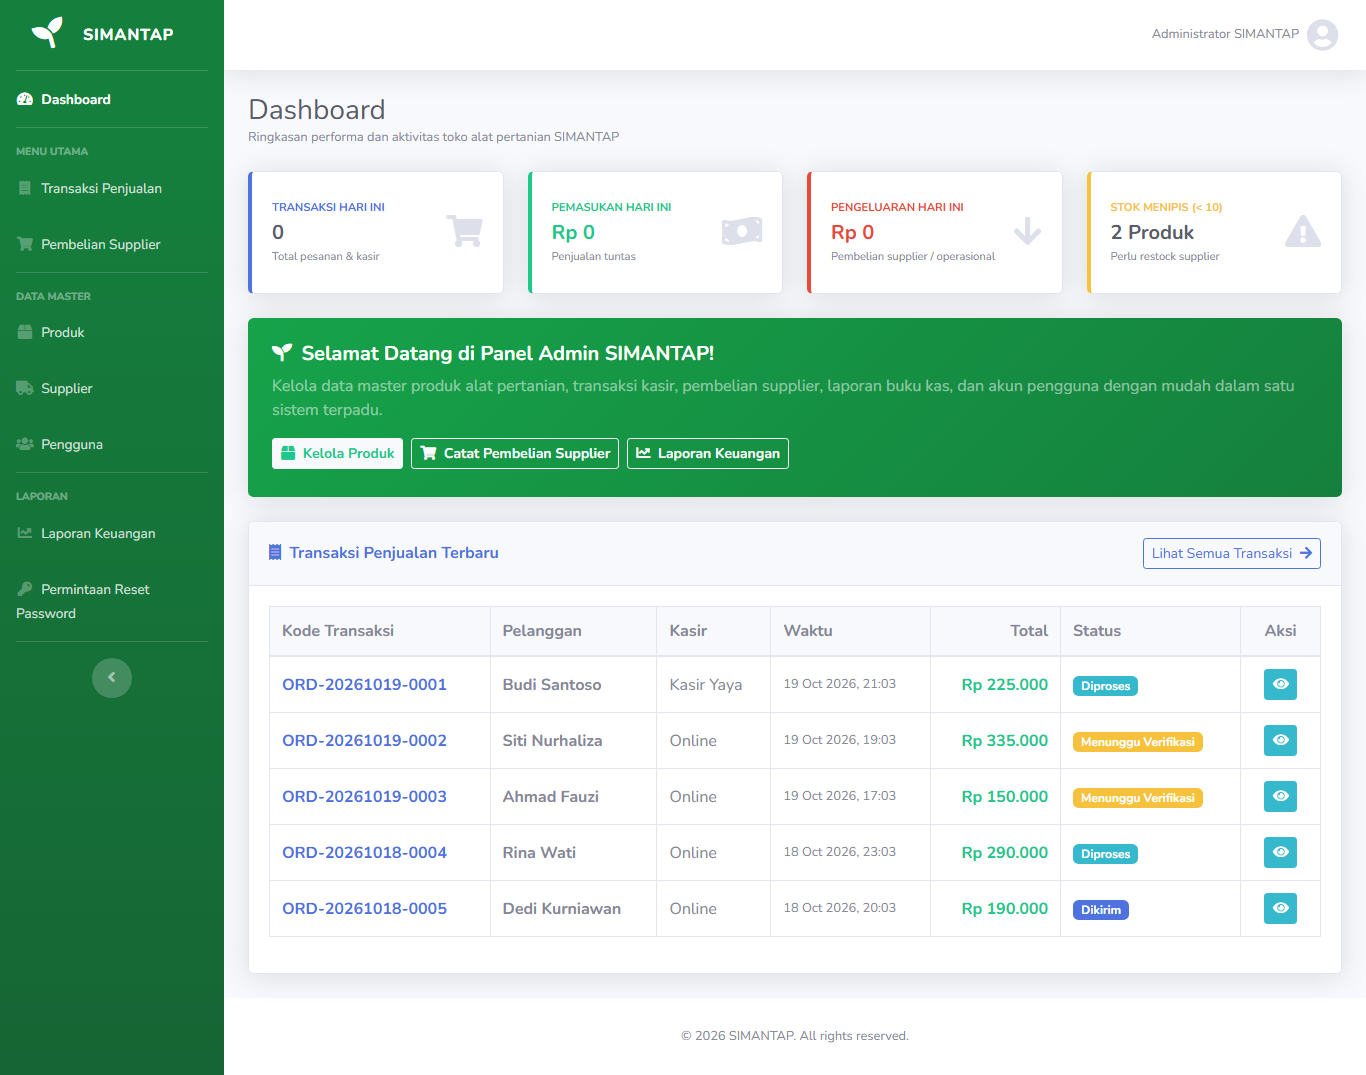 SIMANTAP
Administrator SIMANTAP
Dashboard
MENU UTAMA
Transaksi Penjualan
Pembelian Supplier
DATA MASTER
Produk
Supplier
Pengguna
LAPORAN
Laporan Keuangan
Permintaan Reset
Password
Dashboard
Ringkasan performa dan aktivitas toko alat pertanian SIMANTAP
TRANSAKSI HARI INI
0
Total pesanan & kasir
PEMASUKAN HARI INI
Rp 0
Penjualan tuntas
PENGELUARAN HARI INI
Rp 0
Pembelian supplier / operasional
STOK MENIPIS (< 10)
2 Produk
Perlu restock supplier
Selamat Datang di Panel Admin SIMANTAP!
Kelola data master produk alat pertanian, transaksi kasir, pembelian supplier, laporan buku kas, dan akun pengguna dengan mudah dalam satu
sistem terpadu.
Kelola Produk Catat Pembelian Supplier Laporan Keuangan
Transaksi Penjualan Terbaru Lihat Semua Transaksi
Kode Transaksi Pelanggan Kasir Waktu Total Status Aksi
ORD-20261019-0001 Budi Santoso Kasir Yaya 19 Oct 2026, 21:03 Rp 225.000 Diproses
ORD-20261019-0002 Siti Nurhaliza Online 19 Oct 2026, 19:03 Rp 335.000 Menunggu Verifikasi
ORD-20261019-0003 Ahmad Fauzi Online 19 Oct 2026, 17:03 Rp 150.000 Menunggu Verifikasi
ORD-20261018-0004 Rina Wati Online 18 Oct 2026, 23:03 Rp 290.000 Diproses
ORD-20261018-0005 Dedi Kurniawan Online 18 Oct 2026, 20:03 Rp 190.000 Dikirim
© 2026 SIMANTAP. All rights reserved.